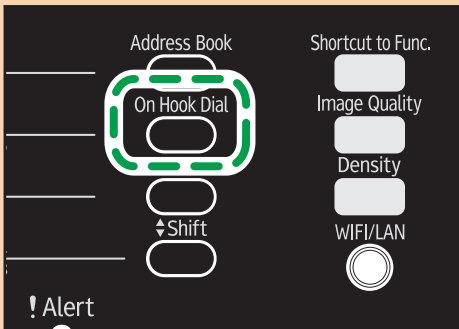 Address Book
Shortcut to Func.
On Hook Dial
Image Quality
Density
Shift
WIFI/LAN
! Alert